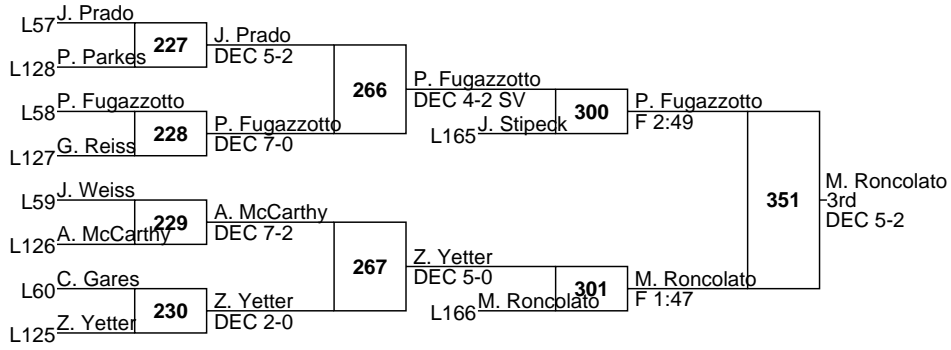 L57 J. Prado
227
J. Prado
DEC 5-2
L128 P. Parkes
266
P. Fugazzotto
DEC 4-2 SV
L58 P. Fugazzotto
228
P. Fugazzotto
DEC 7-0
L127 G. Reiss
L165 J. Stipeck
300
P. Fugazzotto
F 2:49
L59 J. Weiss
229
A. McCarthy
DEC 7-2
L126 A. McCarthy
267
Z. Yetter
DEC 5-0
L60 C. Gares
230
Z. Yetter
DEC 2-0
L125 Z. Yetter
L166 M. Roncolato
301
M. Roncolato
F 1:47
351
M. Roncolato
3rd
DEC 5-2